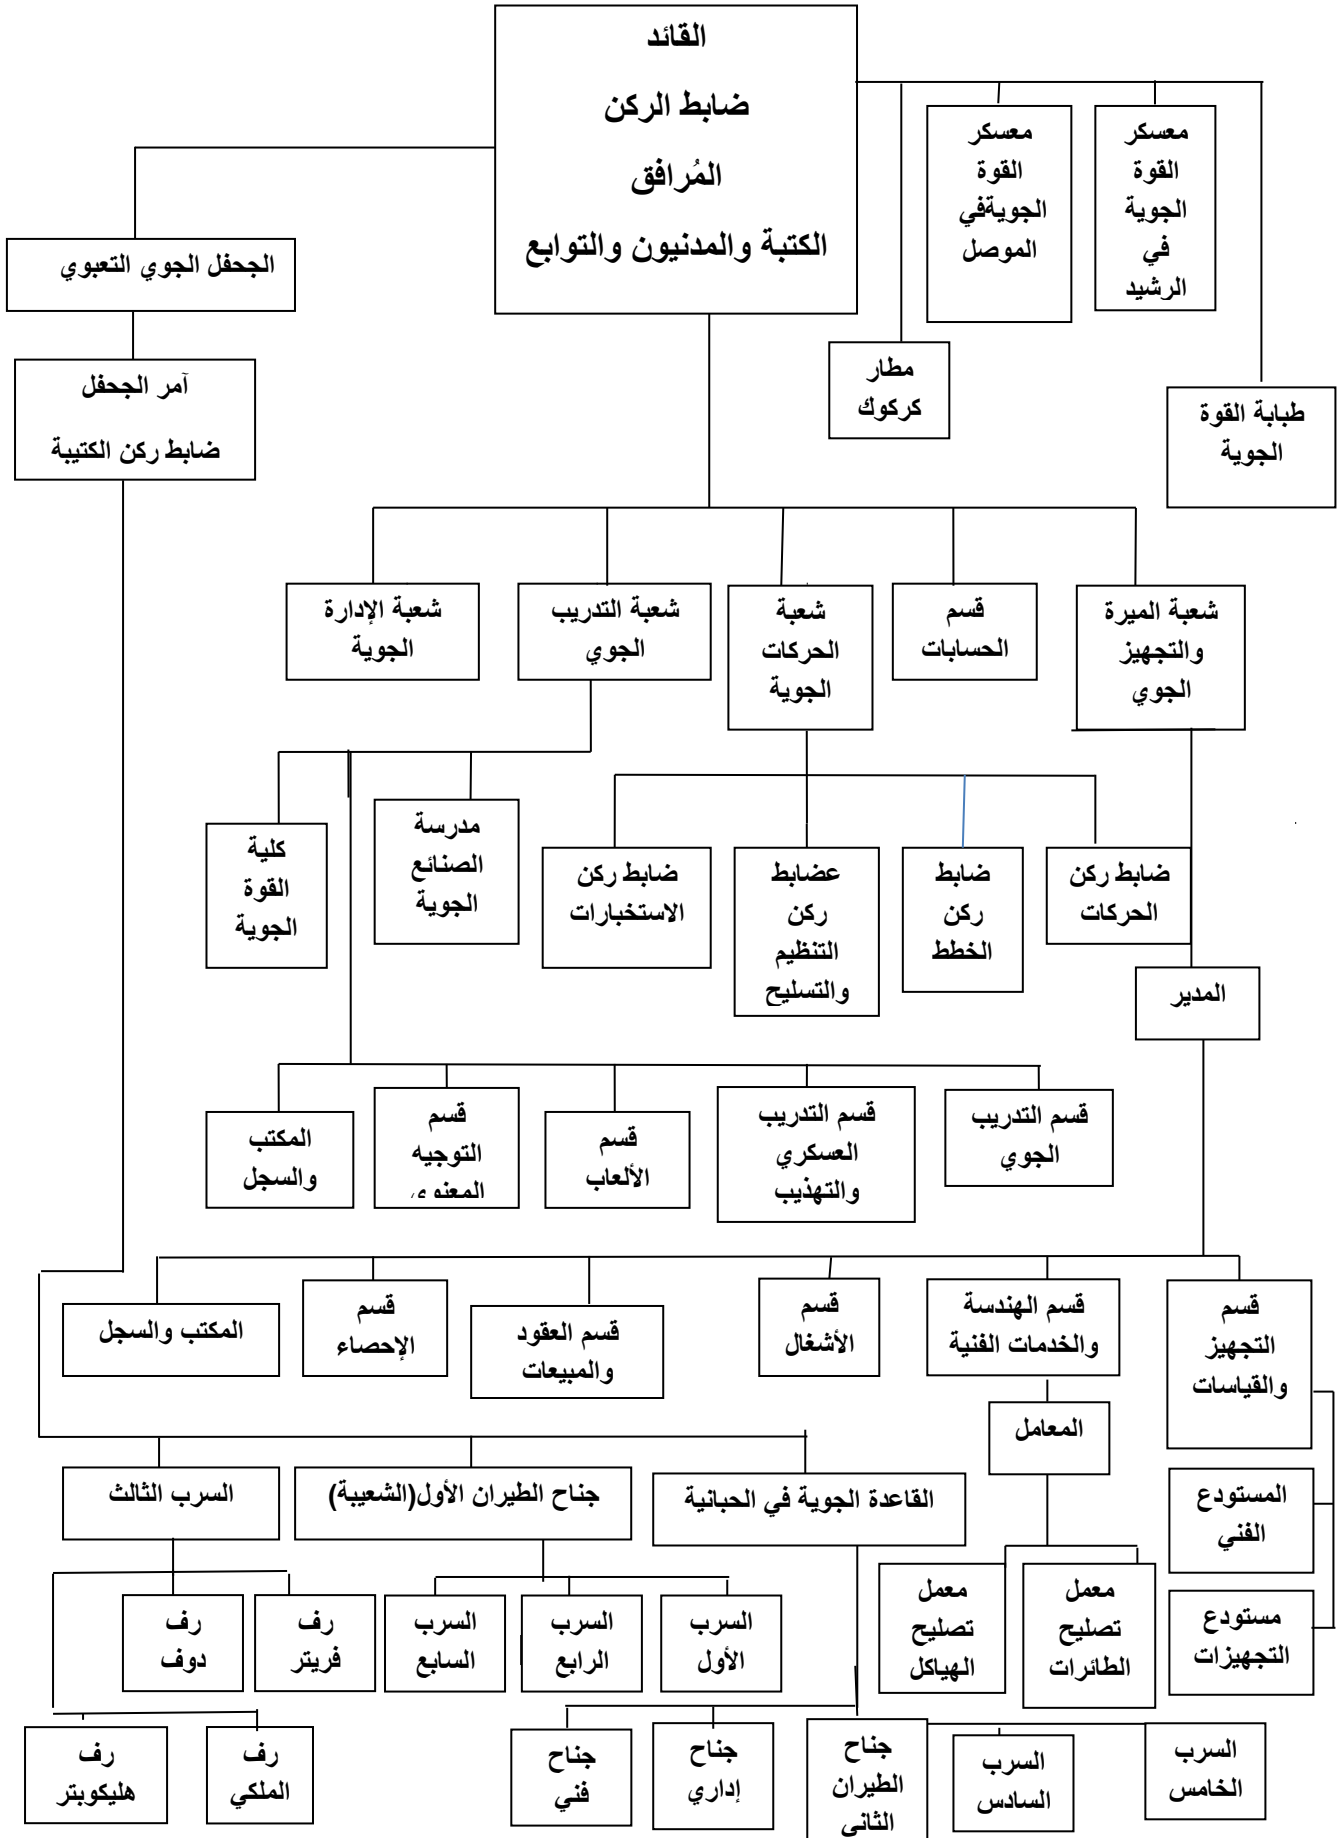 القائد
ضابط الركن
المُرافق
الكتبة والمدنيون والتوابع
معسكر
القوة
الجوية
في
الرشيد
معسكر
القوة
الجويةفي
الموصل
مطار
كركوك
طبابة القوة
الجوية
الجحفل الجوي التعبوي
آمر الجحفل
ضابط ركن الكتيبة
شعبة الميرة
والتجهيز
الجوي
قسم
الحسابات
شعبة
الحركات
الجوية
شعبة التدريب
الجوي
شعبة الإدارة
الجوية
ضابط ركن
الحركات
ضابط
ركن
الخطط
عضابط
ركن
التنظيم
والتسليح
ضابط ركن
الاستخبارات
مدرسة
الصنائع
الجوية
كلية
القوة
الجوية
المدير
قسم التدريب
الجوي
قسم التدريب
العسكري
والتهذيب
قسم
الألعاب
قسم
التوجيه
المعنوي
المكتب
والسجل
قسم
التجهيز
والقياسات
قسم الهندسة
والخدمات الفنية
قسم
الأشغال
قسم العقود
والمبيعات
قسم
الإحصاء
المكتب والسجل
المعامل
المستودع
الفني
مستودع
التجهيزات
معمل
تصليح
الطائرات
معمل
تصليح
الهياكل
القاعدة الجوية في الحبانية
جناح الطيران الأول(الشعيبة)
السرب الثالث
السرب
الأول
السرب
الرابع
السرب
السابع
رف
فريتر
رف
دوف
السرب
الخامس
السرب
السادس
جناح
الطيران
الثاني
جناح
إداري
جناح
فني
رف
الملكي
رف
هليكوبتر